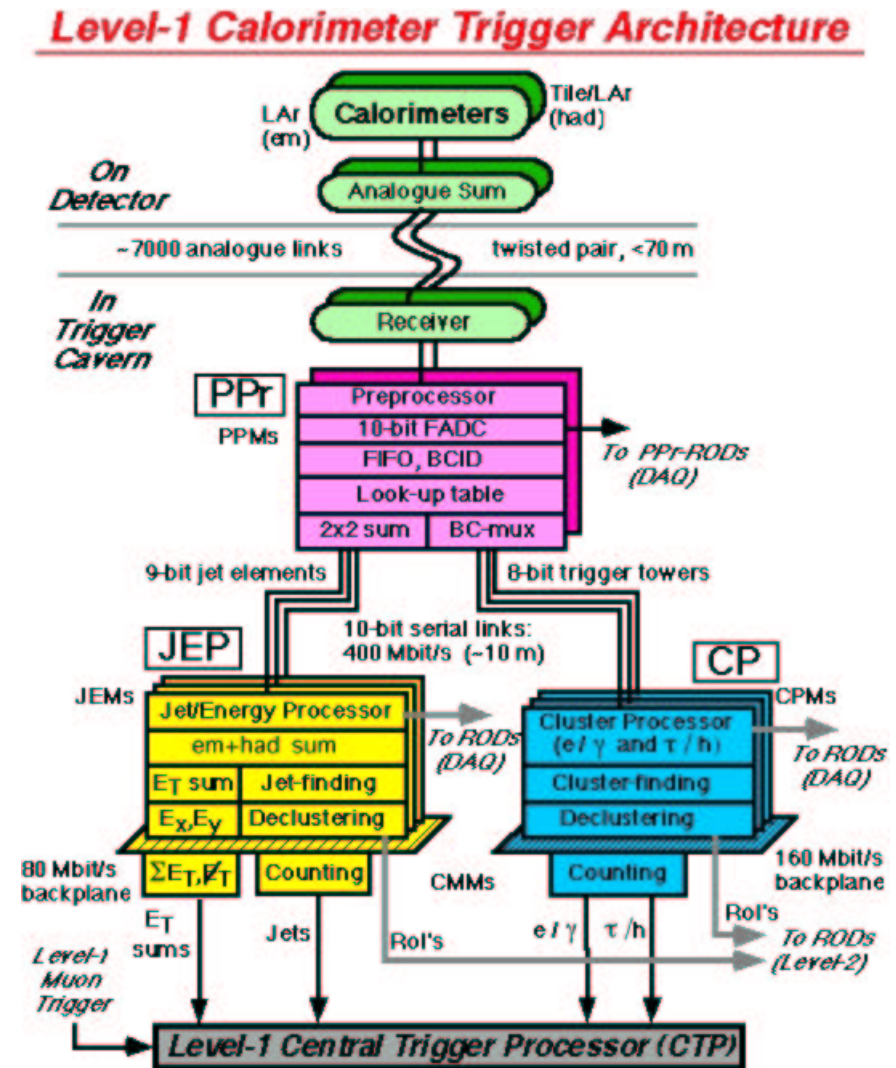 Level-1 Calorimeter Trigger Architecture
LAr
(em)
Calorimeters
Tile/LAr
(had)
On
Detector
Analogue Sum
~7000 analogue links
twisted pair, <70 m
In
Trigger
Cavern
Receiver
PPr
PPMs
Preprocessor
10-bit FADC
FIFO, BCID
Look-up table
2x2 sum
BC-mux
To PPr-RODs
(DAQ)
9-bit jet elements
8-bit trigger towers
10-bit serial links:
400 Mbit/s (~10 m)
JEP
CP
JEMs
CPMs
Jet/Energy Processor
em+had sum
ET sum
Jet-finding
Ex,Ey
Declustering
To RODs
(DAQ)
Cluster Processor
(e/γ and τ/h)
Cluster-finding
Declustering
To RODs
(DAQ)
80 Mbit/s
backplane
ΣET,E̸T
Counting
CMMs
Counting
160 Mbit/s
backplane
ET
sums
Jets
RoI's
e/γ
τ/h
RoI's
To RODs
(Level-2)
Level-1
Muon
Trigger
Level-1 Central Trigger Processor (CTP)